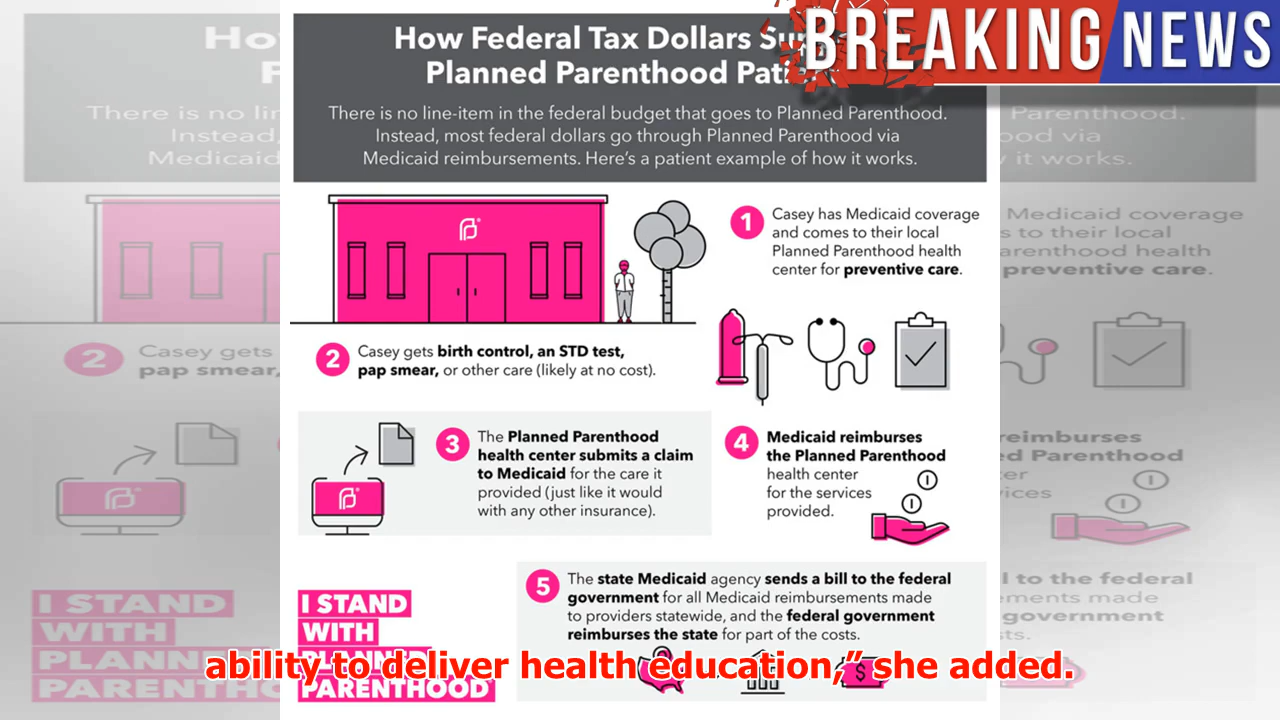 How Federal Tax Dollars
Planned Parenthood
BREAKING NEWS
There is no line-item in the federal budget that goes to Planned Parenthood.
Instead, most federal dollars go through Planned Parenthood via
Medicaid reimbursements. Here's a patient example of how it works.
1
Casey has Medicaid coverage
and comes to their local
Planned Parenthood health
center for preventive care.
2
Casey gets birth control, an STD test,
pap smear, or other care (likely at no cost).
3
The Planned Parenthood
health center submits a claim
to Medicaid for the care it
provided (just like it would
with any other insurance).
4
Medicaid reimburses
the Planned Parenthood
health center
for the services
provided.
5
The state Medicaid agency sends a bill to the federal
government for all Medicaid reimbursements made
to providers statewide, and the federal government
reimburses the state for part of the costs.
I STAND
WITH
PLANNED
PARENTHOOD
$
ability to deliver health education,” she added.